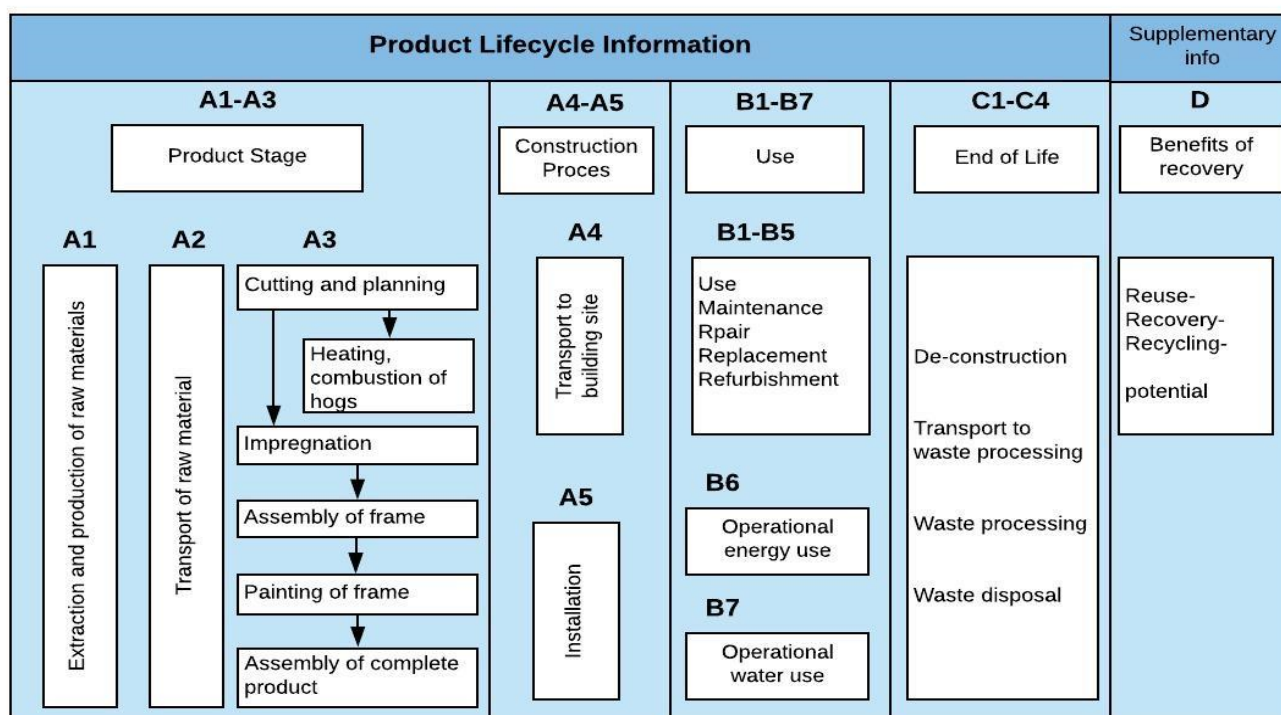 Product Lifecycle Information
Supplementary
info
A1-A3
Product Stage
A4-A5
Construction
Proces
B1-B7
Use
C1-C4
End of Life
D
Benefits of
recovery
A1
Extraction and production of raw materials
A2
Transport of raw material
A3
Cutting and planning
Heating,
combustion of
hogs
Impregnation
Assembly of frame
Painting of frame
Assembly of complete
product
A4
Transport to
building site
A5
Installation
B1-B5
Use
Maintenance
Rpair
Replacement
Refurbishment
B6
Operational
energy use
B7
Operational
water use
De-construction
Transport to
waste processing
Waste processing
Waste disposal
Reuse-
Recovery-
Recycling-
potential